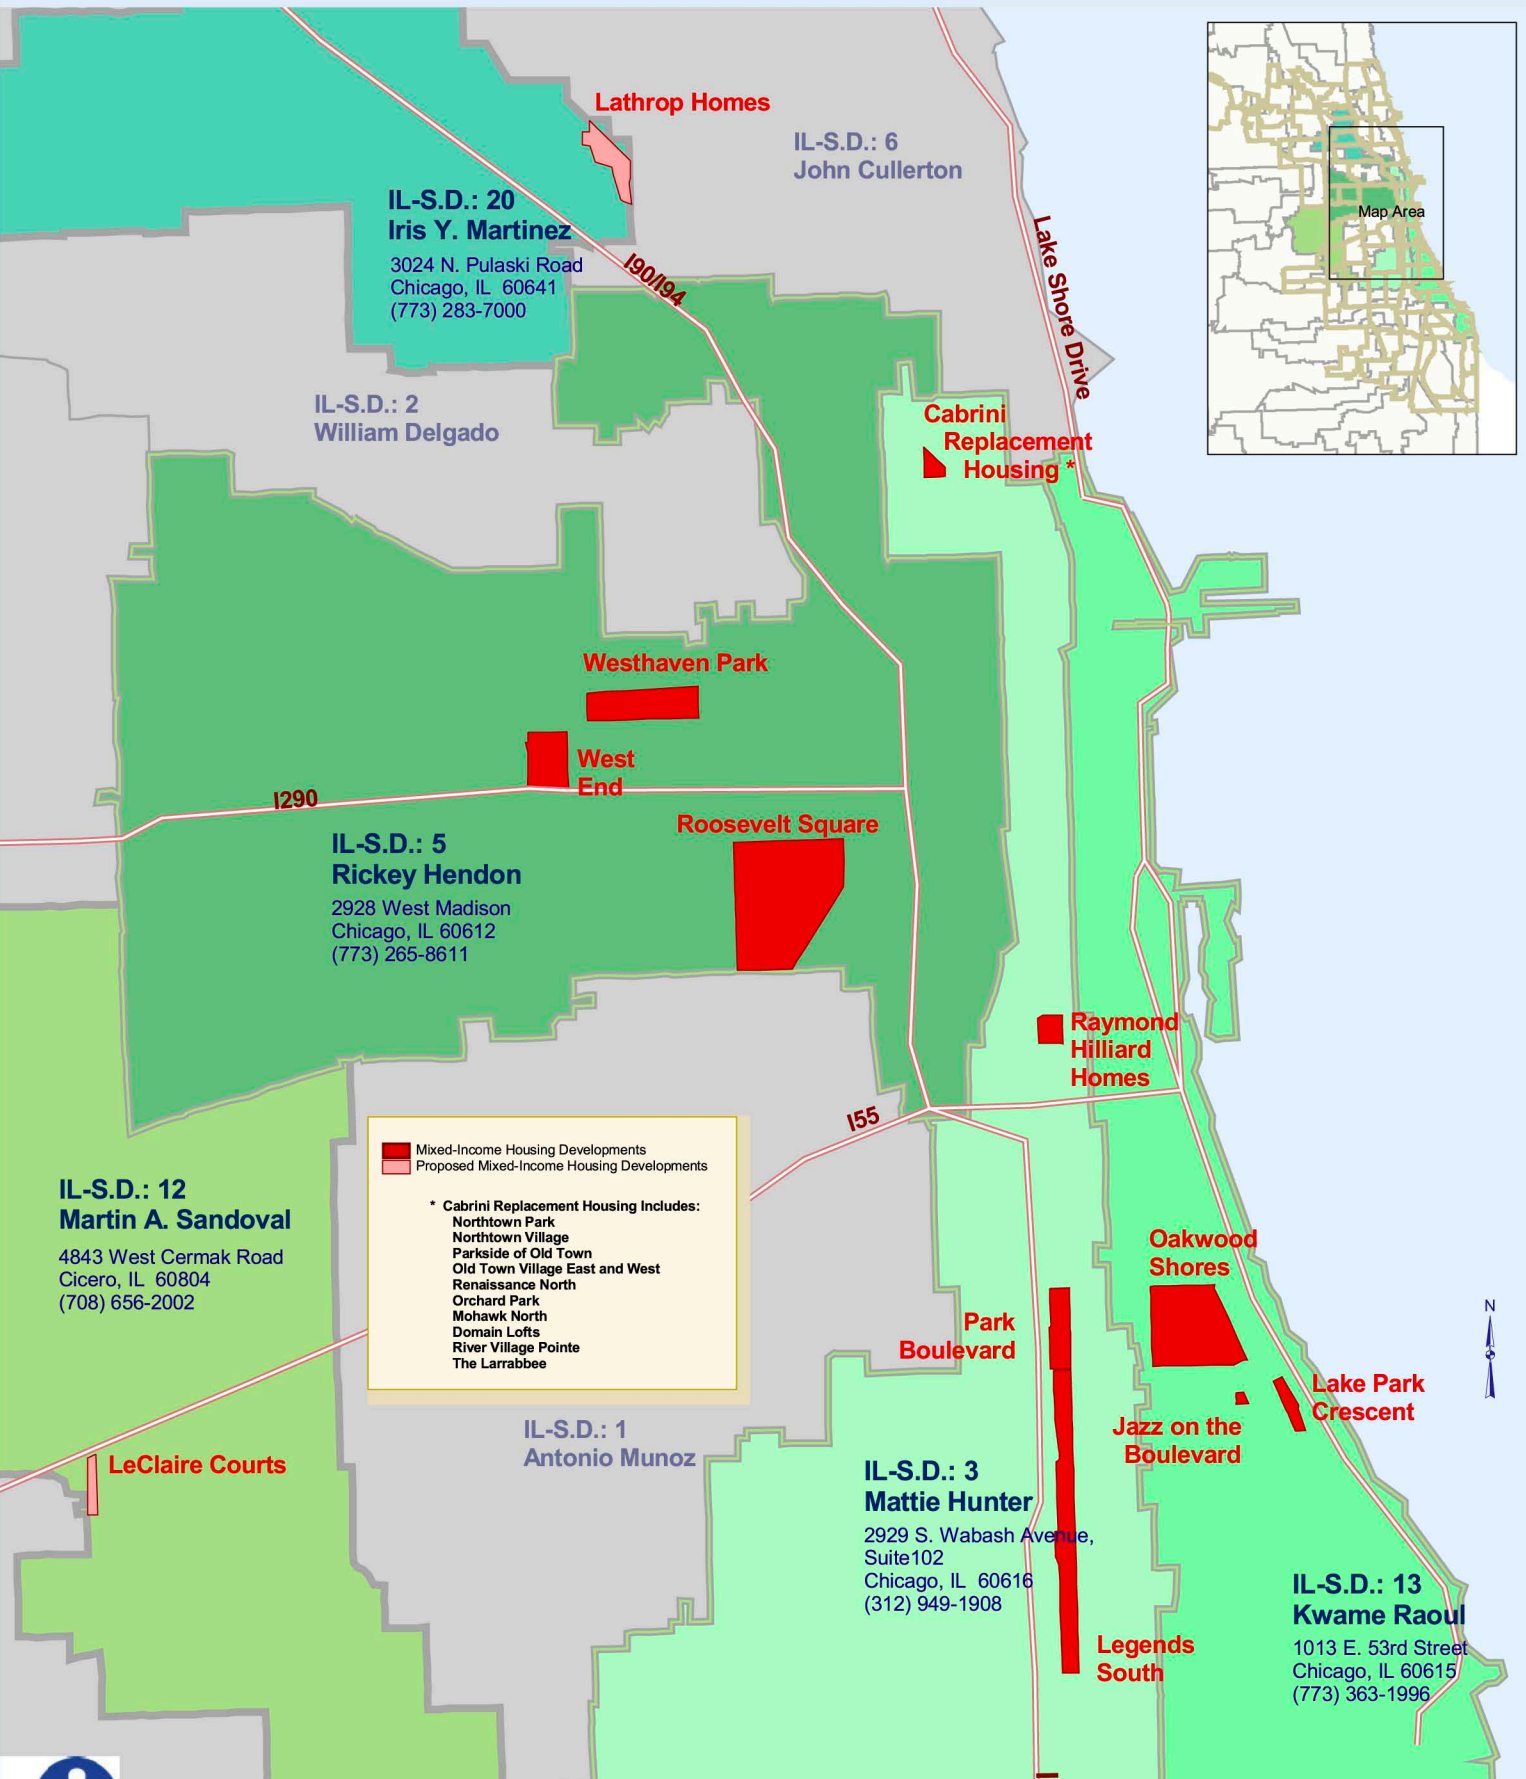 Lathrop Homes
IL-S.D.: 6
John Cullerton
Map Area
IL-S.D.: 20
Iris Y. Martinez
3024 N. Pulaski Road
Chicago, IL  60641
(773) 283-7000
I90/I94
Lake Shore Drive
IL-S.D.: 2
William Delgado
Cabrini
Replacement
Housing *
Westhaven Park
West
End
I290
Roosevelt Square
IL-S.D.: 5
Rickey Hendon
2928 West Madison
Chicago, IL 60612
(773) 265-8611
Raymond
Hilliard
Homes
I55
Mixed-Income Housing Developments
Proposed Mixed-Income Housing Developments
* Cabrini Replacement Housing Includes:
Northtown Park
Northtown Village
Parkside of Old Town
Old Town Village East and West
Renaissance North
Orchard Park
Mohawk North
Domain Lofts
River Village Pointe
The Larrabbee
IL-S.D.: 12
Martin A. Sandoval
4843 West Cermak Road
Cicero, IL  60804
(708) 656-2002
Oakwood
Shores
Park
Boulevard
N
Lake Park
Crescent
Jazz on the
Boulevard
IL-S.D.: 1
Antonio Munoz
LeClaire Courts
IL-S.D.: 3
Mattie Hunter
2929 S. Wabash Avenue,
Suite102
Chicago, IL  60616
(312) 949-1908
IL-S.D.: 13
Kwame Raoul
1013 E. 53rd Street
Chicago, IL 60615
(773) 363-1996
Legends
South